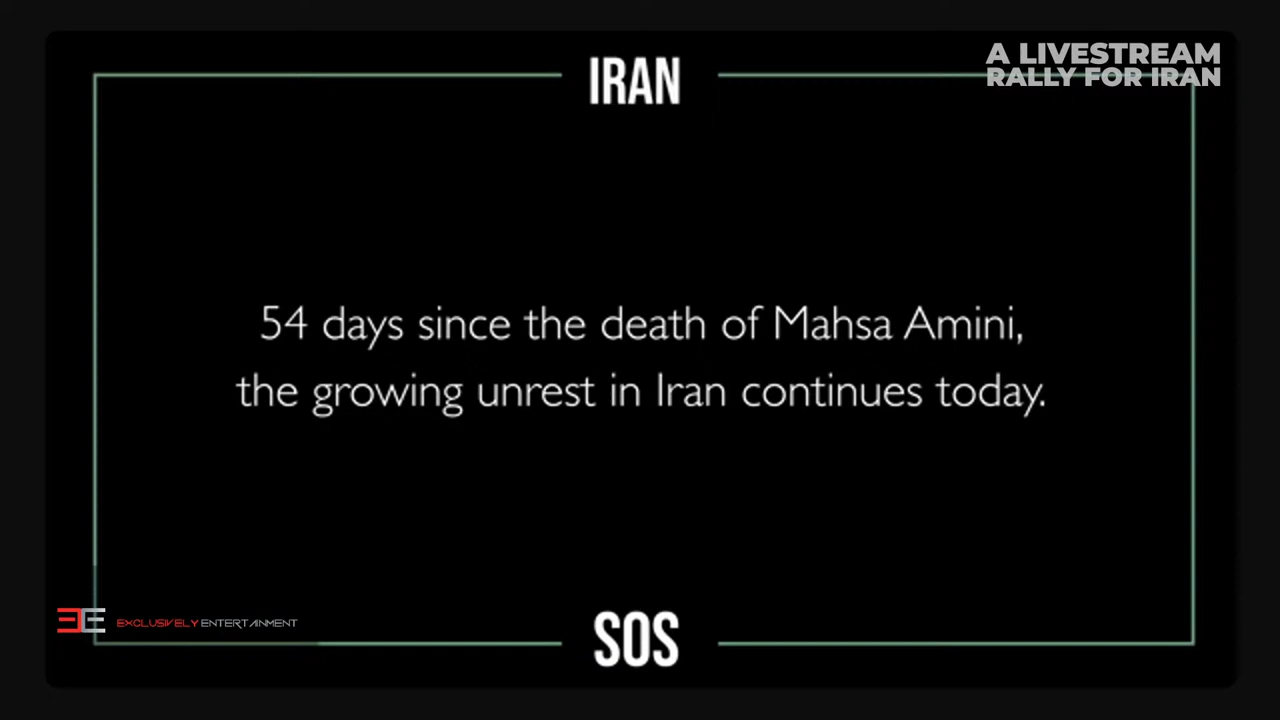 A LIVESTREAM
RALLY FOR IRAN
IRAN
54 days since the death of Mahsa Amini,
the growing unrest in Iran continues today.
EE EXCLUSIVELY ENTERTAINMENT
SOS